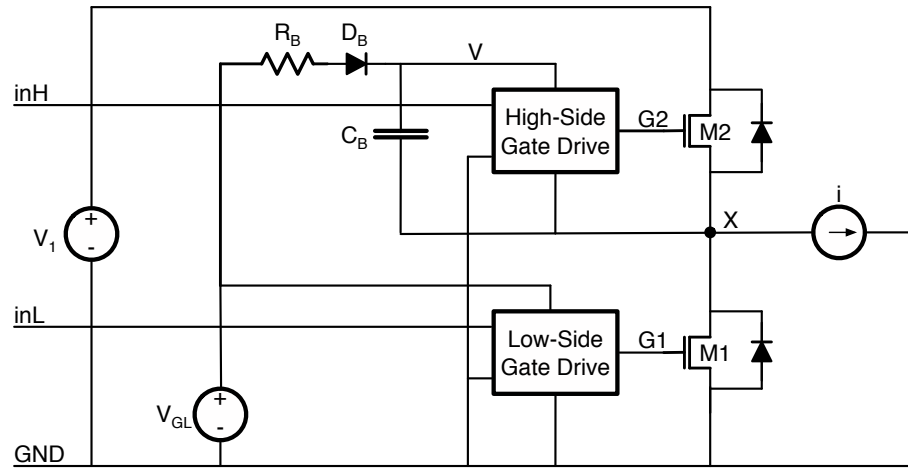 R_B D_B V
inH
High-Side
Gate Drive
G2
M2
C_B
i
X
V_1
+
-
inL
Low-Side
Gate Drive
G1
M1
V_GL
+
-
GND